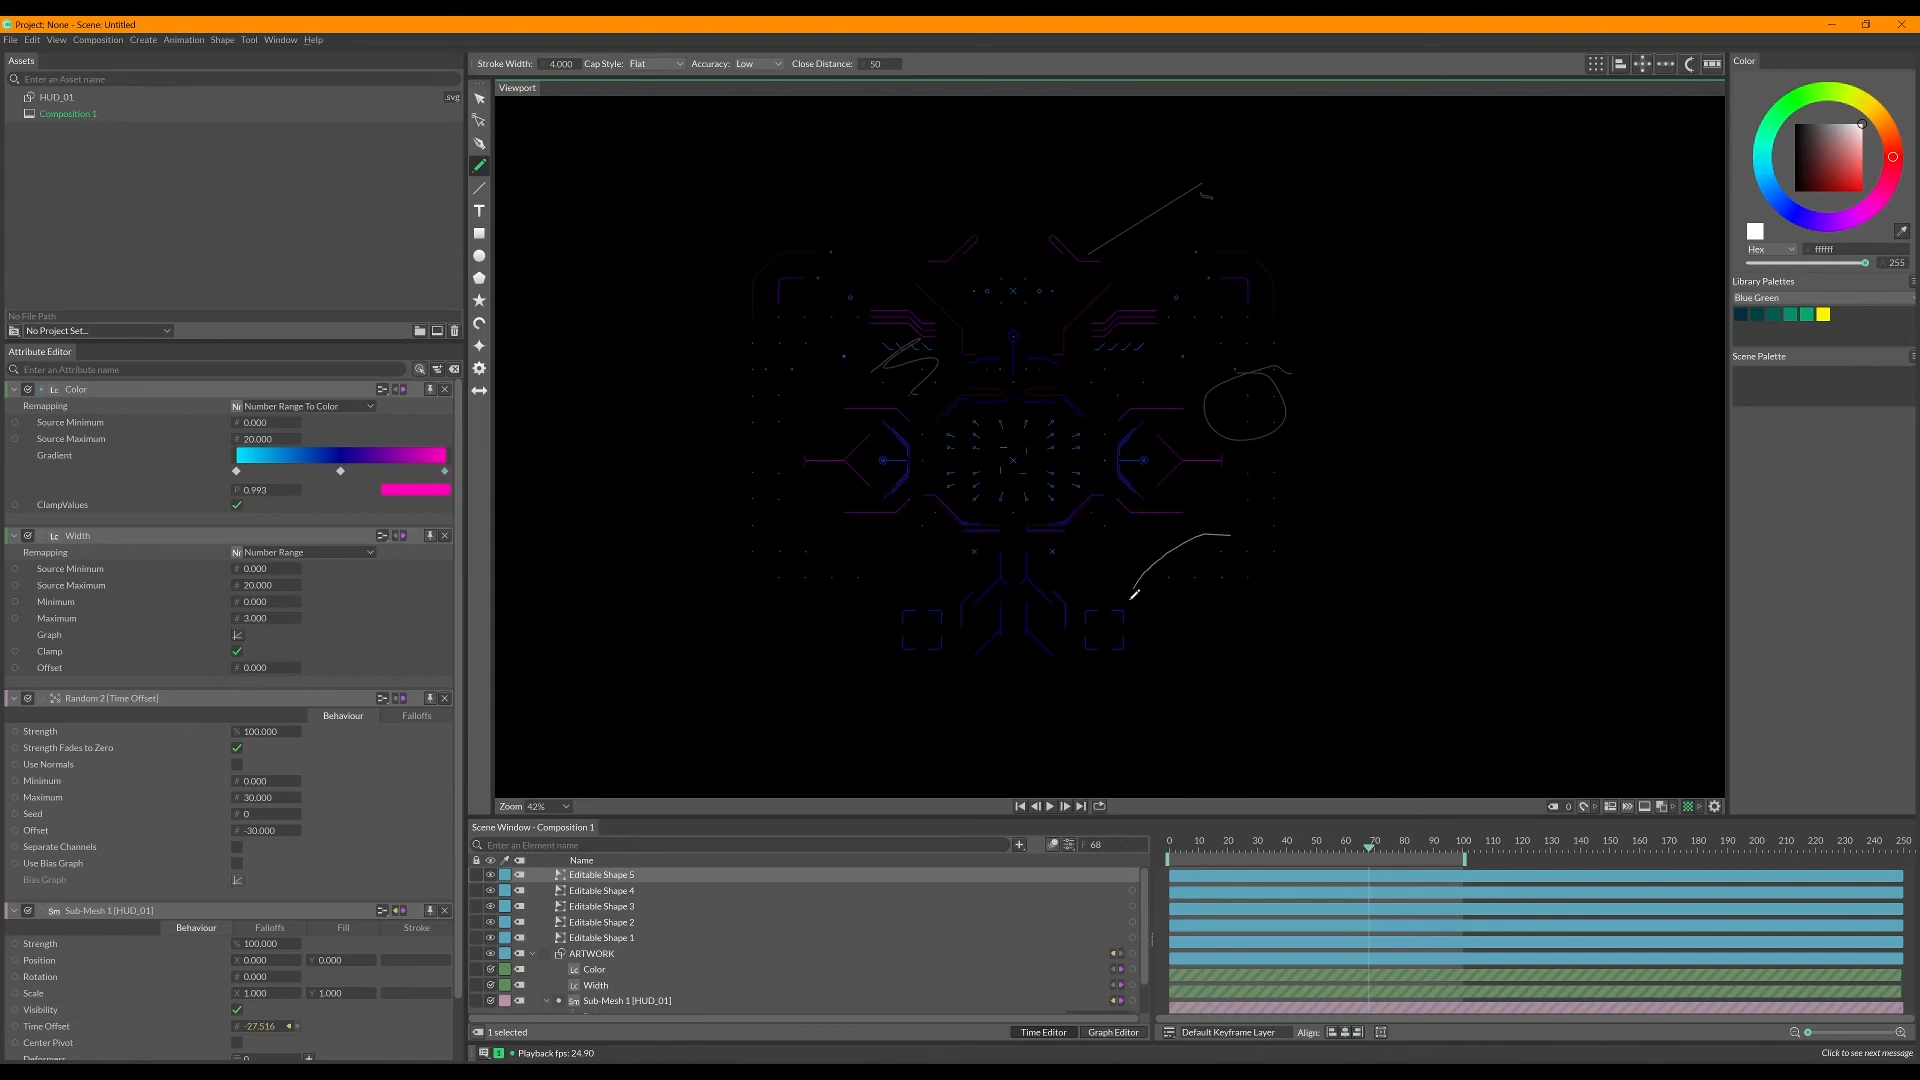 Project: None - Scene: Untitled
File Edit View Composition Create Animation Shape Tool Window Help
Assets
Enter an Asset name
HUD_01 .svg
Composition 1
No File Path
No Project Set...
Attribute Editor
Enter an Attribute name
Lc Color
Remapping Nr Number Range To Color
Source Minimum # 0.000
Source Maximum # 20.000
Gradient
P 0.993
ClampValues
Lc Width
Remapping Nr Number Range
Source Minimum # 0.000
Source Maximum # 20.000
Minimum # 0.000
Maximum # 3.000
Graph
Clamp
Offset # 0.000
Random 2 [Time Offset]
Behaviour Falloffs
Strength % 100.000
Strength Fades to Zero
Use Normals
Minimum # 0.000
Maximum # 30.000
Seed # 0
Offset # -30.000
Separate Channels
Use Bias Graph
Bias Graph
Sm Sub-Mesh 1 [HUD_01]
Behaviour Falloffs Fill Stroke
Strength % 100.000
Position X 0.000 Y 0.000
Rotation # 0.000
Scale X 1.000 Y 1.000
Visibility
Time Offset # -27.516
Center Pivot
Deformers 0
Stroke Width: 4.000 Cap Style: Flat Accuracy: Low Close Distance: 50
Viewport
Zoom 42%
0
Scene Window - Composition 1
Enter an Element name
F 68
Name
Editable Shape 5
Editable Shape 4
Editable Shape 3
Editable Shape 2
Editable Shape 1
ARTWORK
Lc Color
Lc Width
Sm Sub-Mesh 1 [HUD_01]
1 selected
Time Editor Graph Editor
1 Playback fps: 24.90
0 10 20 30 40 50 60 70 80 90 100 110 120 130 140 150 160 170 180 190 200 210 220 230 240 250
Default Keyframe Layer Align:
Click to see next message
Color
Hex # ffffff
255
Library Palettes
Blue Green
Scene Palette